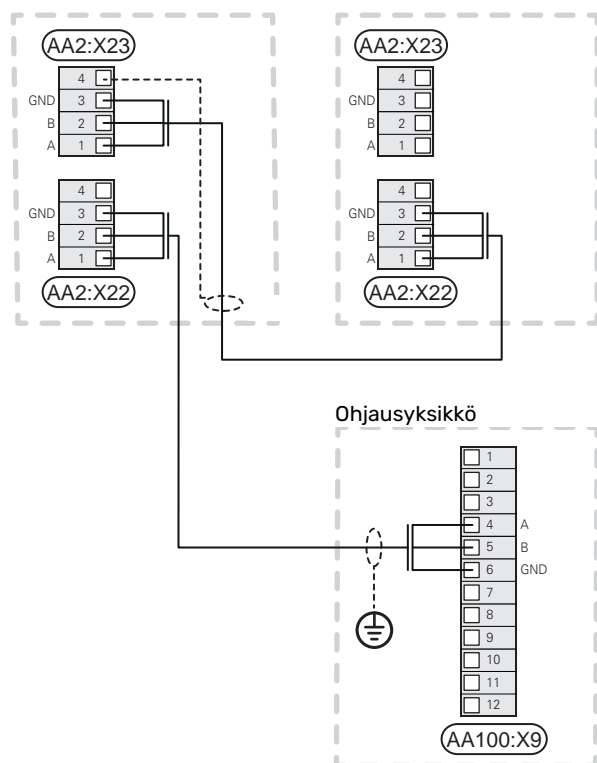 AA2:X23
4
GND 3
B 2
A 1
4
GND 3
B 2
A 1
AA2:X22
AA2:X23
4
GND 3
B 2
A 1
4
GND 3
B 2
A 1
AA2:X22
Ohjausyksikkö
1
2
3
4 A
5 B
6 GND
7
8
9
10
11
12
AA100:X9